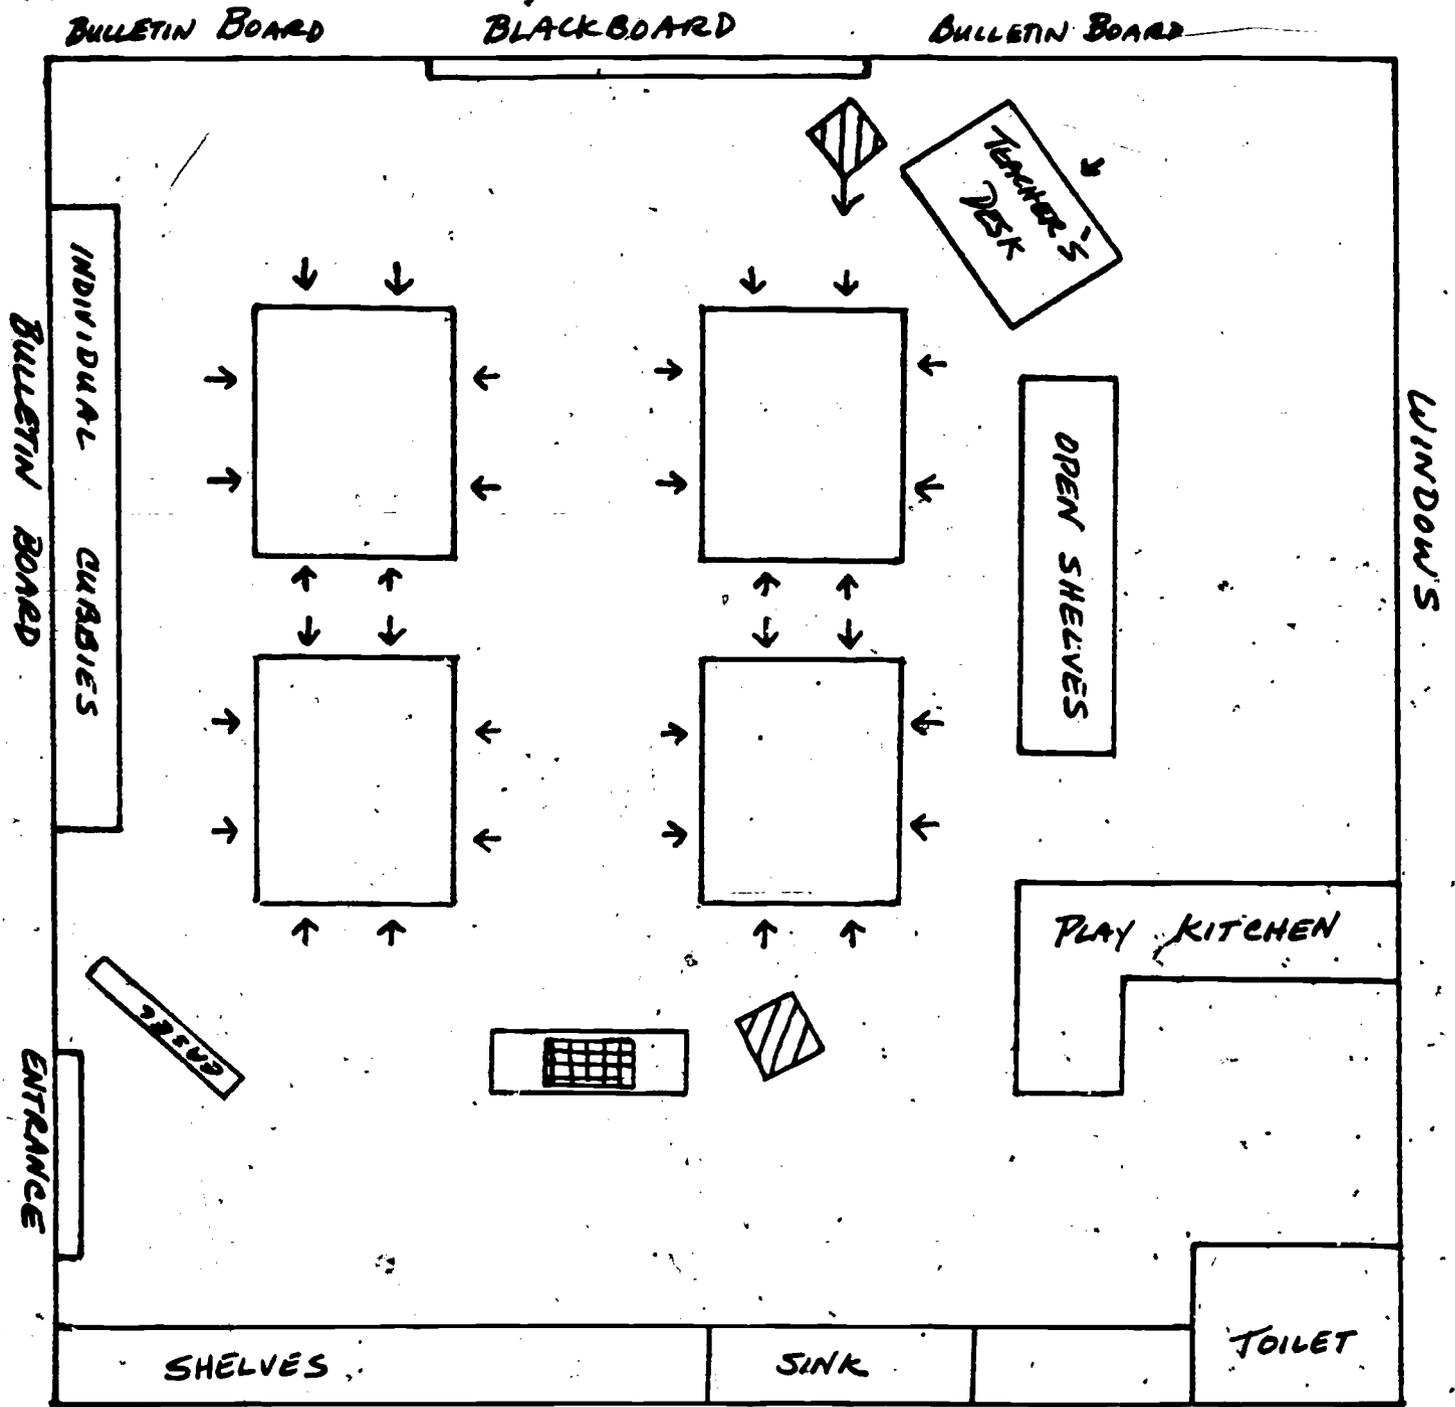 BULLETIN BOARD
BLACKBOARD
BULLETIN BOARD
TEACHER'S
DESK
INDIVIDUAL CUBBIES
BULLETIN BOARD
OPEN SHELVES
WINDOWS
PLAY KITCHEN
EASEL
ENTRANCE
SHELVES
SINK
TOILET